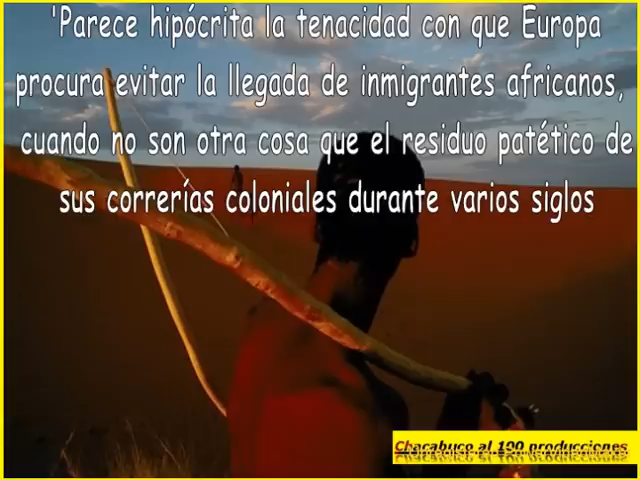 'Parece hipócrita la tenacidad con que Europa
procura evitar la llegada de inmigrantes africanos,
cuando no son otra cosa que el residuo patético de
sus correrías coloniales durante varios siglos
Chacabuco al 100 producciones